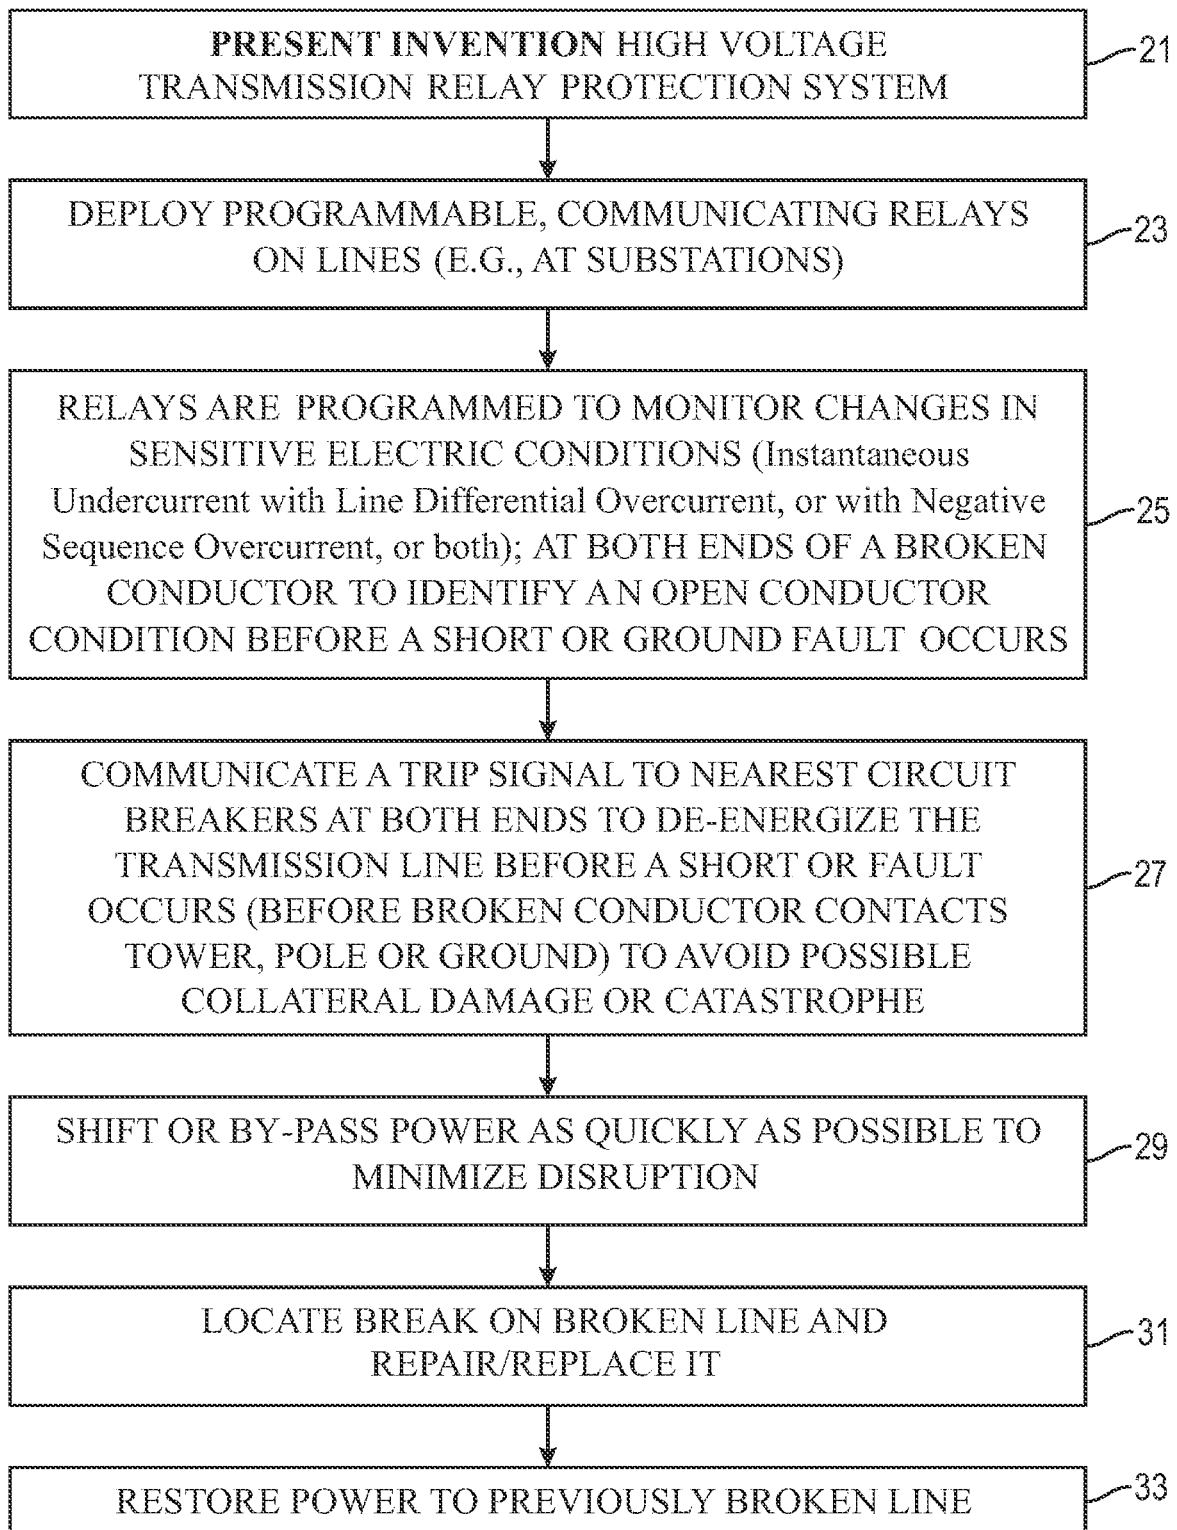 PRESENT INVENTION HIGH VOLTAGE
TRANSMISSION RELAY PROTECTION SYSTEM
21
DEPLOY PROGRAMMABLE, COMMUNICATING RELAYS
ON LINES (E.G., AT SUBSTATIONS)
23
RELAYS ARE PROGRAMMED TO MONITOR CHANGES IN
SENSITIVE ELECTRIC CONDITIONS (Instantaneous
Undercurrent with Line Differential Overcurrent, or with Negative
Sequence Overcurrent, or both); AT BOTH ENDS OF A BROKEN
CONDUCTOR TO IDENTIFY AN OPEN CONDUCTOR
CONDITION BEFORE A SHORT OR GROUND FAULT OCCURS
25
COMMUNICATE A TRIP SIGNAL TO NEAREST CIRCUIT
BREAKERS AT BOTH ENDS TO DE-ENERGIZE THE
TRANSMISSION LINE BEFORE A SHORT OR FAULT
OCCURS (BEFORE BROKEN CONDUCTOR CONTACTS
TOWER, POLE OR GROUND) TO AVOID POSSIBLE
COLLATERAL DAMAGE OR CATASTROPHE
27
SHIFT OR BY-PASS POWER AS QUICKLY AS POSSIBLE TO
MINIMIZE DISRUPTION
29
LOCATE BREAK ON BROKEN LINE AND
REPAIR/REPLACE IT
31
RESTORE POWER TO PREVIOUSLY BROKEN LINE
33